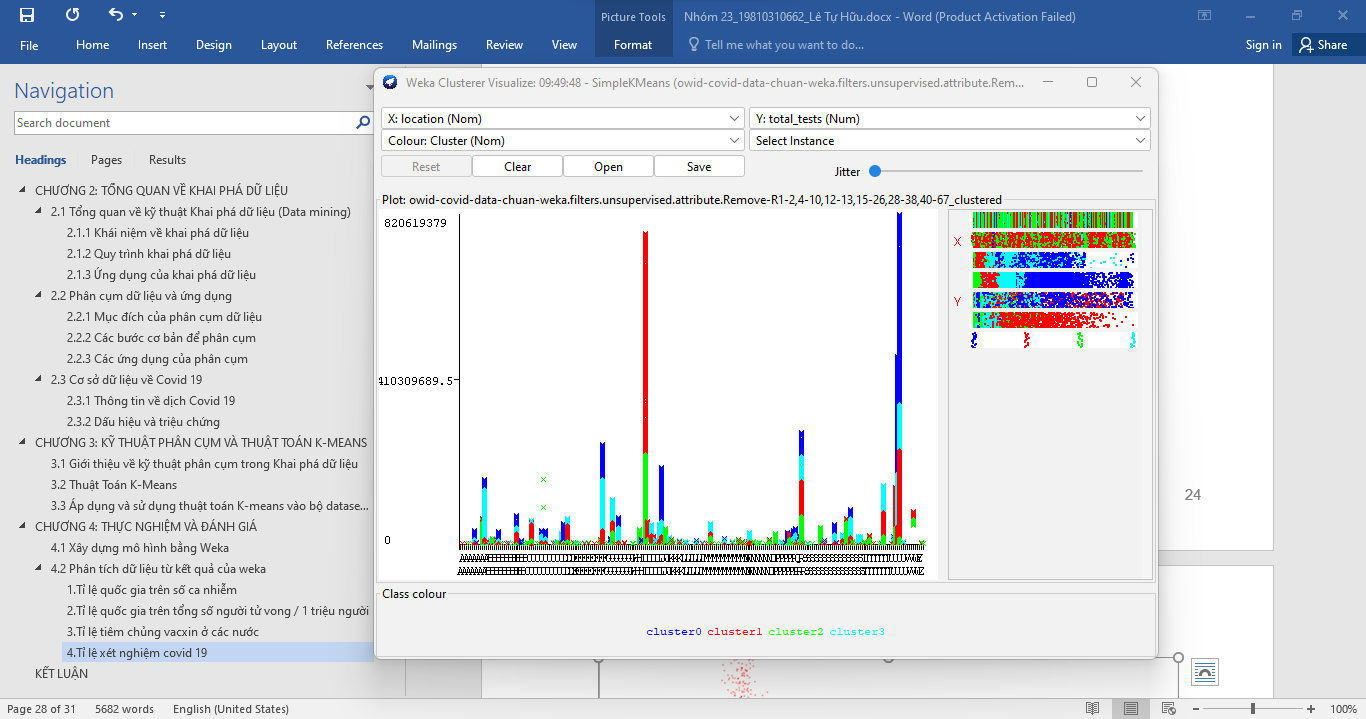 Picture Tools
Nhóm 23_19810310662_Lê Tự Hữu.docx - Word (Product Activation Failed)
File Home Insert Design Layout References Mailings Review View Format Tell me what you want to do... Sign in Share
Navigation
Search document
Headings Pages Results
CHƯƠNG 2: TỔNG QUAN VỀ KHAI PHÁ DỮ LIỆU
2.1 Tổng quan về kỹ thuật Khai phá dữ liệu (Data mining)
2.1.1 Khái niệm về khai phá dữ liệu
2.1.2 Quy trình khai phá dữ liệu
2.1.3 Ứng dụng của khai phá dữ liệu
2.2 Phân cụm dữ liệu và ứng dụng
2.2.1 Mục đích của phân cụm dữ liệu
2.2.2 Các bước cơ bản để phân cụm
2.2.3 Các ứng dụng của phân cụm
2.3 Cơ sở dữ liệu về Covid 19
2.3.1 Thông tin về dịch Covid 19
2.3.2 Dấu hiệu và triệu chứng
CHƯƠNG 3: KỸ THUẬT PHÂN CỤM VÀ THUẬT TOÁN K-MEANS
3.1 Giới thiệu về kỹ thuật phân cụm trong Khai phá dữ liệu
3.2 Thuật Toán K-Means
3.3 Áp dụng và sử dụng thuật toán K-means vào bộ datase...
CHƯƠNG 4: THỰC NGHIỆM VÀ ĐÁNH GIÁ
4.1 Xây dựng mô hình bằng Weka
4.2 Phân tích dữ liệu từ kết quả của weka
1.Tỉ lệ quốc gia trên số ca nhiễm
2.Tỉ lệ quốc gia trên tổng số người tử vong / 1 triệu người
3.Tỉ lệ tiêm chủng vacxin ở các nước
4.Tỉ lệ xét nghiệm covid 19
KẾT LUẬN
Weka Clusterer Visualize: 09:49:48 - SimpleKMeans (owid-covid-data-chuan-weka.filters.unsupervised.attribute.Rem...
X: location (Nom)
Y: total_tests (Num)
Colour: Cluster (Nom)
Select Instance
Reset Clear Open Save
Jitter
Plot: owid-covid-data-chuan-weka.filters.unsupervised.attribute.Remove-R1-2,4-10,12-13,15-26,28-38,40-67_clustered
820619379
410309689.5
0
X
Y
Class colour
cluster0 cluster1 cluster2 cluster3
24
Page 28 of 31 5682 words English (United States)
100%